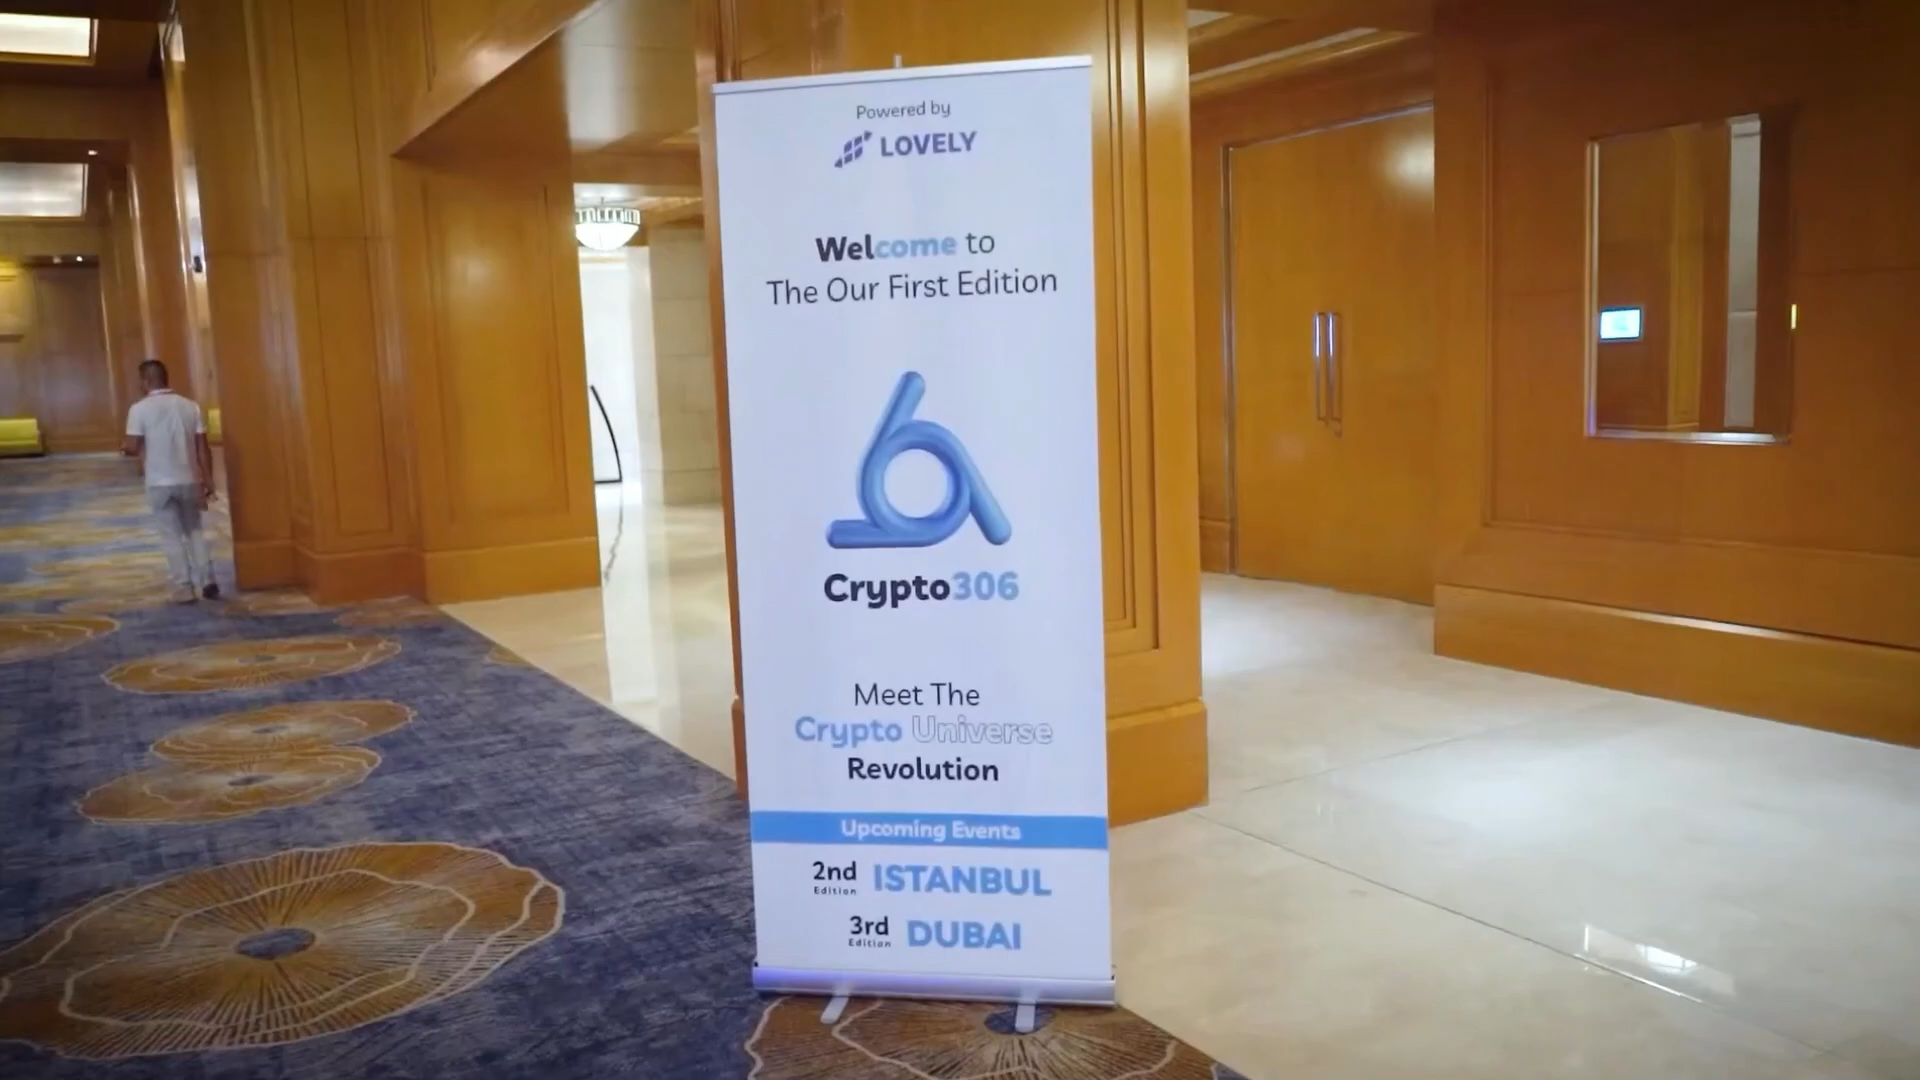 Powered by
LOVELY
Welcome to
The Our First Edition
Crypto306
Meet The
Crypto Universe
Revolution
Upcoming Events
2nd Edition ISTANBUL
3rd Edition DUBAI